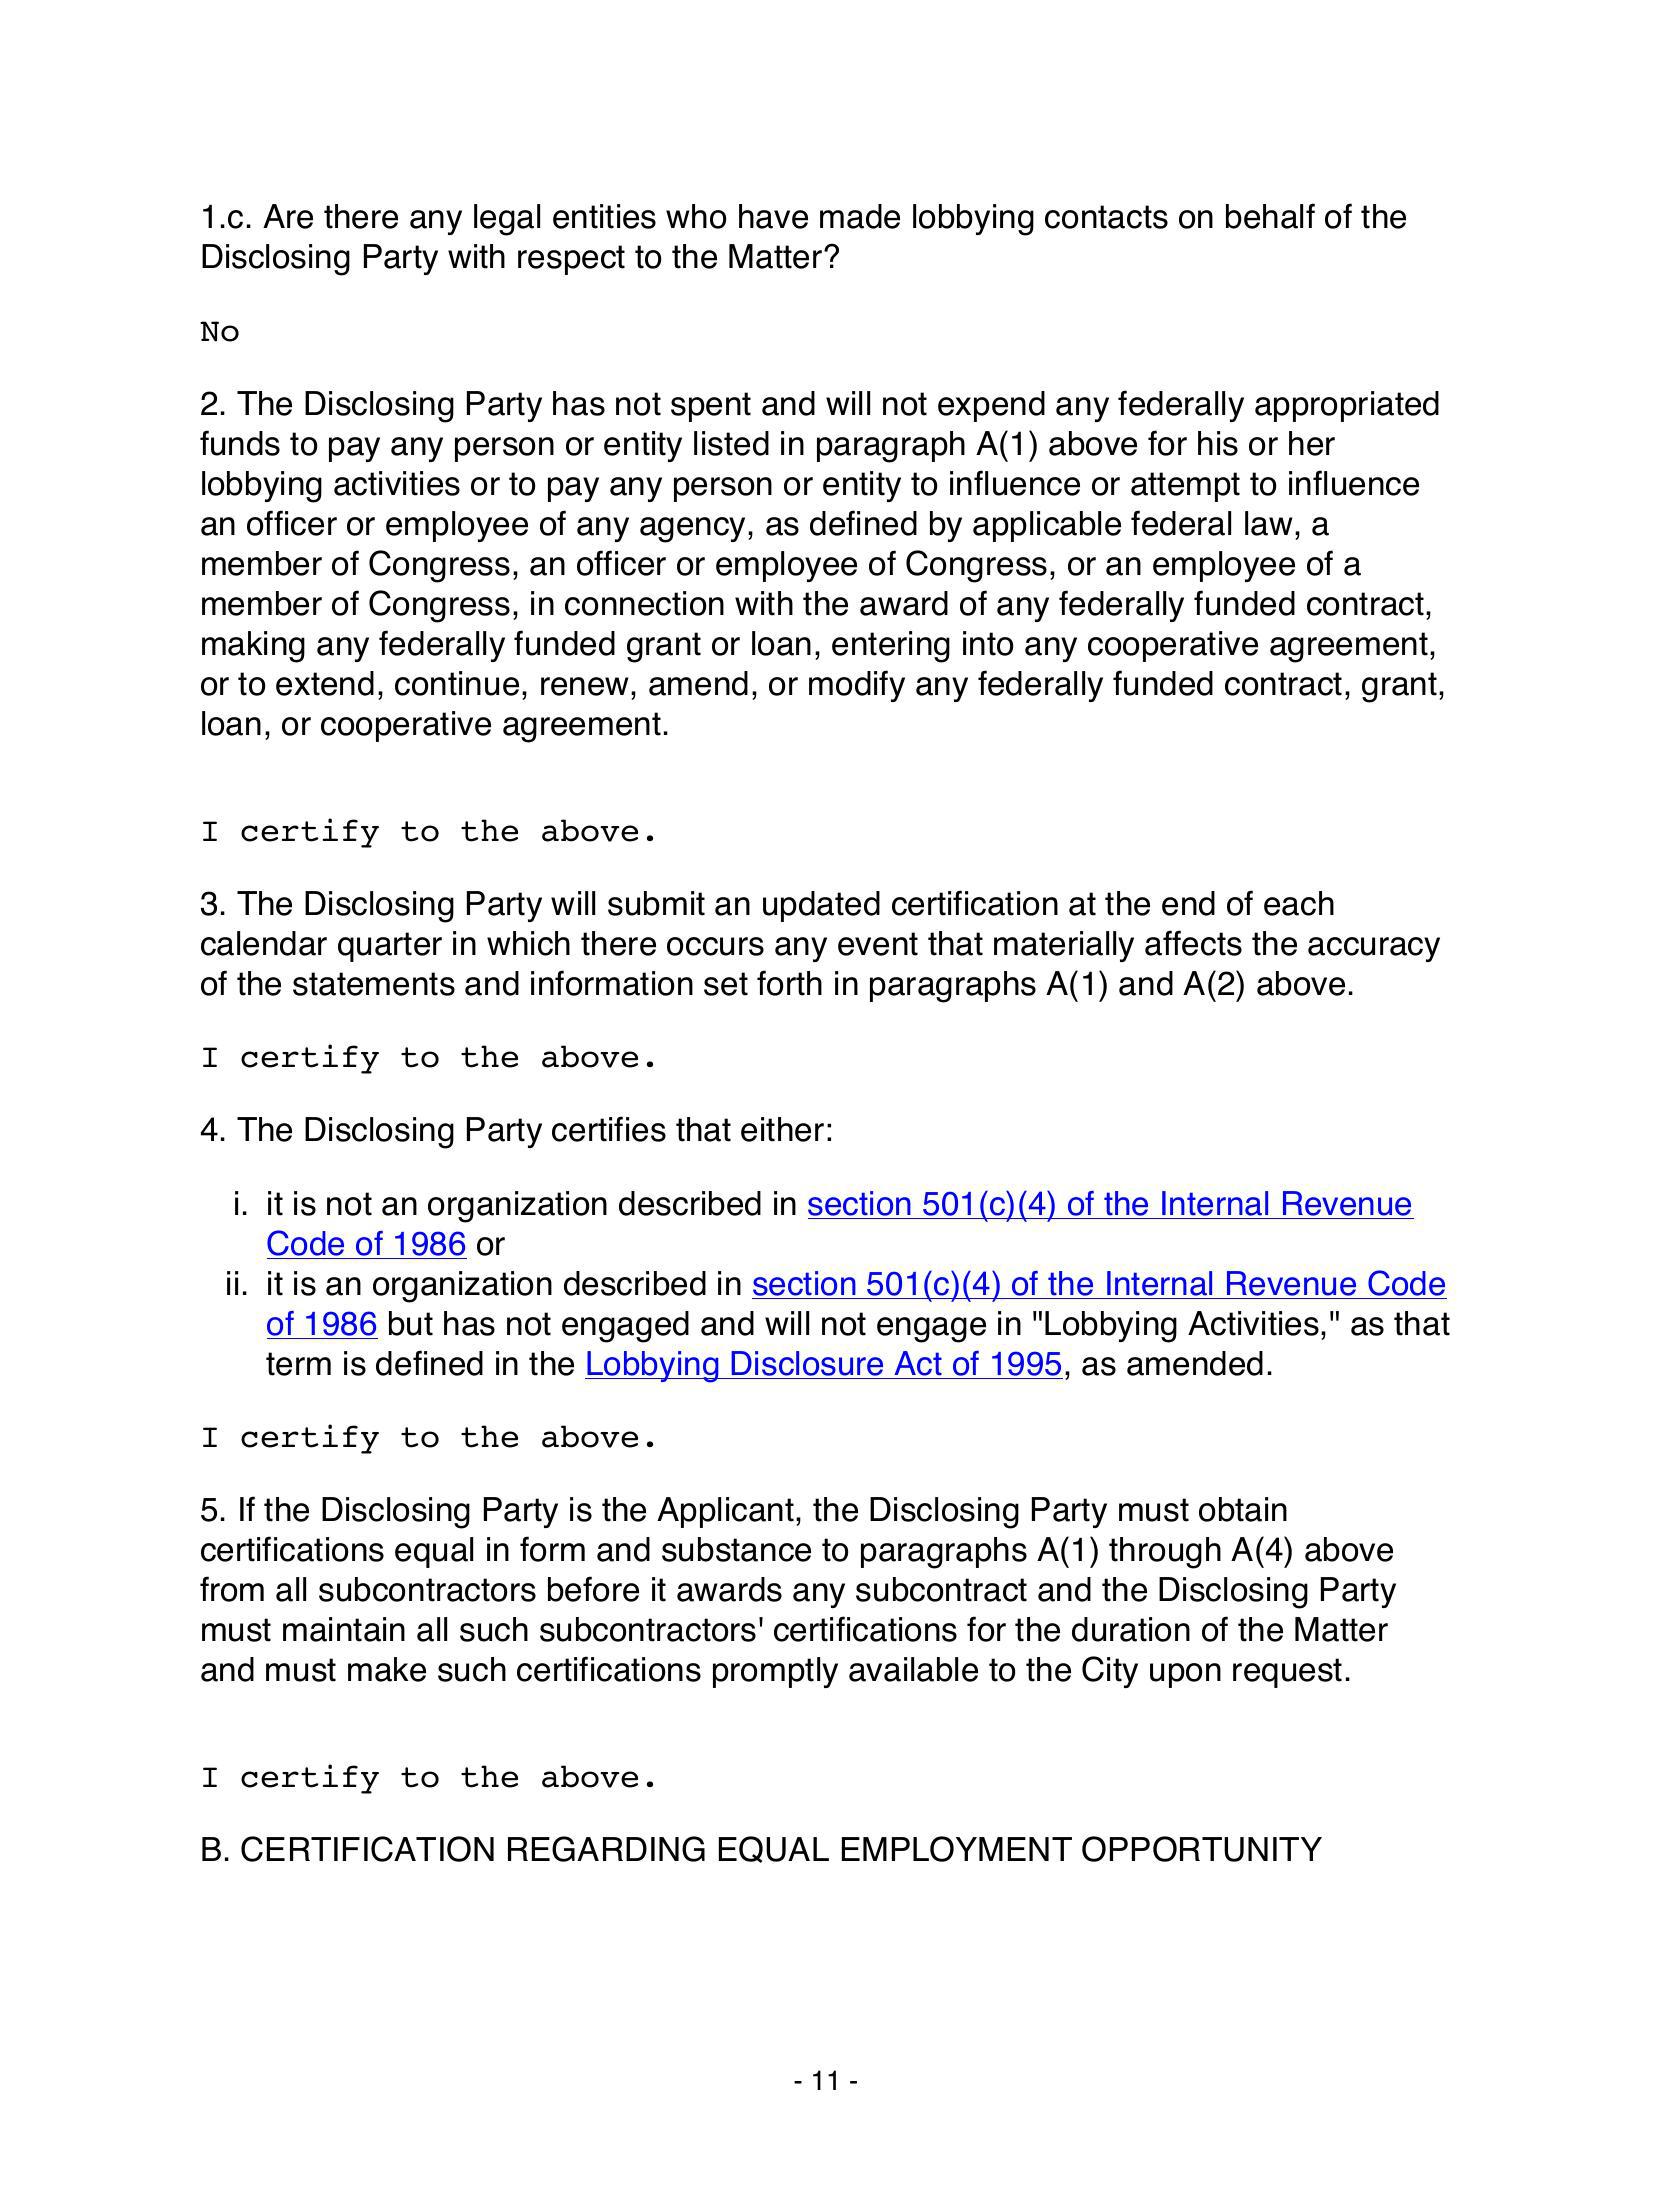 1.c. Are there any legal entities who have made lobbying contacts on behalf of the
Disclosing Party with respect to the Matter?
No
2. The Disclosing Party has not spent and will not expend any federally appropriated
funds to pay any person or entity listed in paragraph A(1) above for his or her
lobbying activities or to pay any person or entity to influence or attempt to influence
an officer or employee of any agency, as defined by applicable federal law, a
member of Congress, an officer or employee of Congress, or an employee of a
member of Congress, in connection with the award of any federally funded contract,
making any federally funded grant or loan, entering into any cooperative agreement,
or to extend, continue, renew, amend, or modify any federally funded contract, grant,
loan, or cooperative agreement.
I certify to the above.
3. The Disclosing Party will submit an updated certification at the end of each
calendar quarter in which there occurs any event that materially affects the accuracy
of the statements and information set forth in paragraphs A(1) and A(2) above.
I certify to the above.
4. The Disclosing Party certifies that either:
i. it is not an organization described in section 501(c)(4) of the Internal Revenue
Code of 1986 or
ii. it is an organization described in section 501(c)(4) of the Internal Revenue Code
of 1986 but has not engaged and will not engage in "Lobbying Activities," as that
term is defined in the Lobbying Disclosure Act of 1995, as amended.
I certify to the above.
5. If the Disclosing Party is the Applicant, the Disclosing Party must obtain
certifications equal in form and substance to paragraphs A(1) through A(4) above
from all subcontractors before it awards any subcontract and the Disclosing Party
must maintain all such subcontractors' certifications for the duration of the Matter
and must make such certifications promptly available to the City upon request.
I certify to the above.
B. CERTIFICATION REGARDING EQUAL EMPLOYMENT OPPORTUNITY
- 11 -